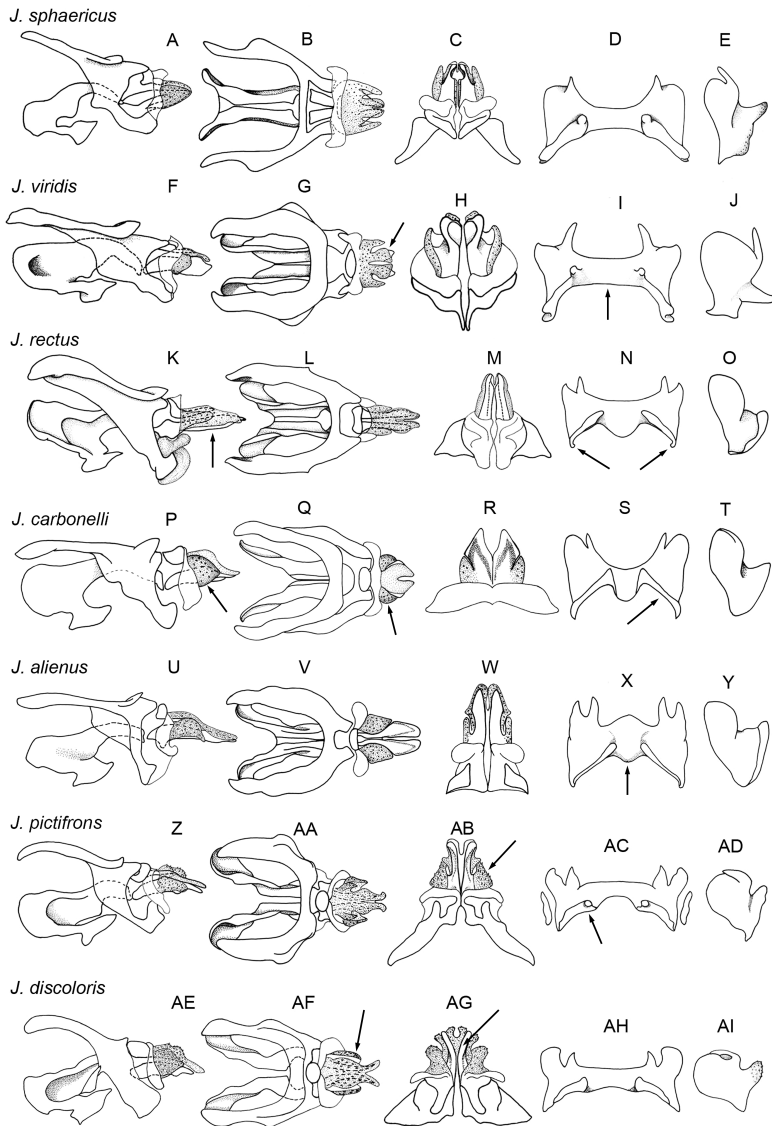 J. sphaericus
A B C D E
J. viridis
F G H I J
J. rectus
K L M N O
J. carbonelli
P Q R S T
J. alienus
U V W X Y
J. pictifrons
Z AA AB AC AD
J. discoloris
AE AF AG AH AI